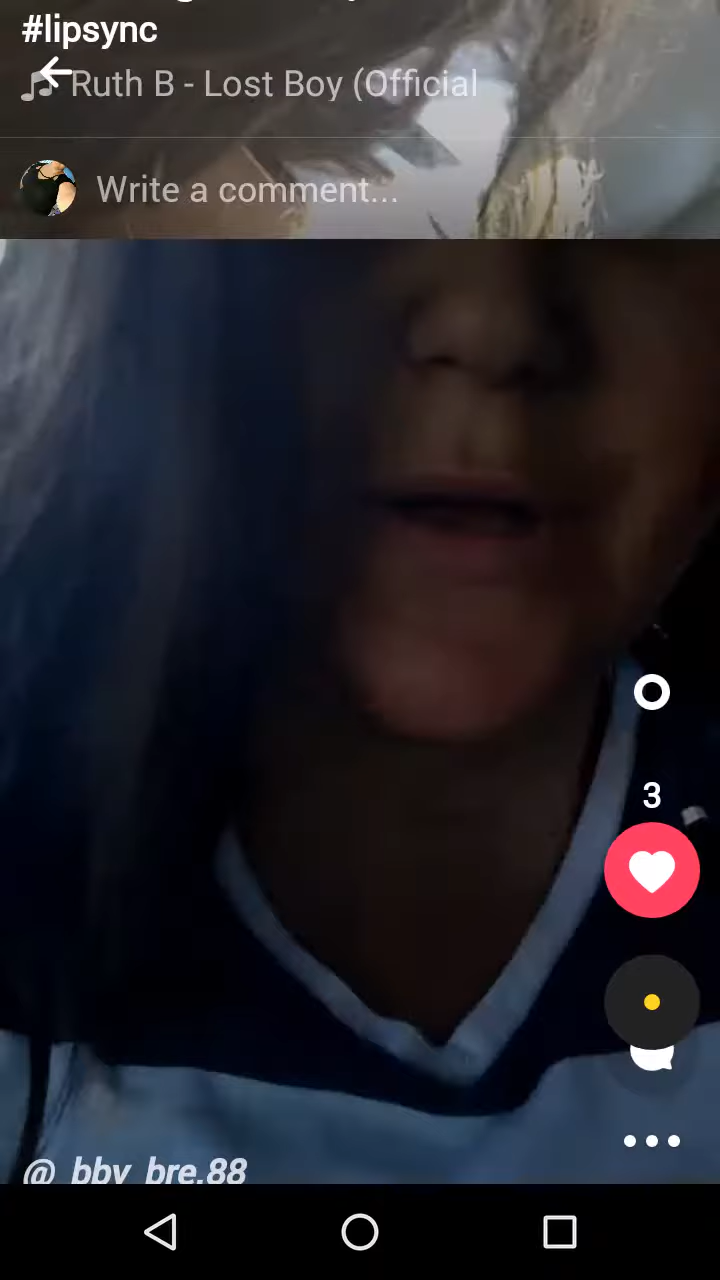 #lipsync
Ruth B - Lost Boy (Official
Write a comment...
3
@_bby_bre.88